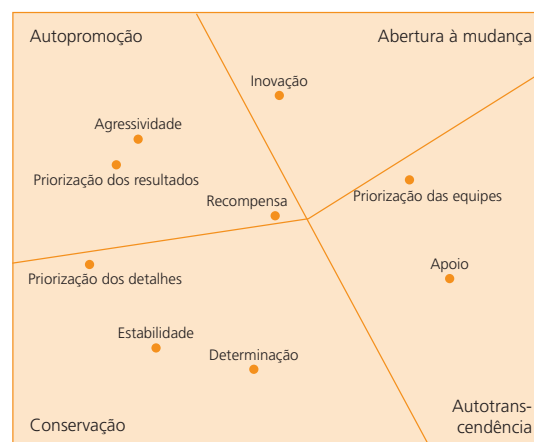 Autopromoção
Abertura à mudança
Inovação
Agressividade
Priorização dos resultados
Recompensa
Priorização das equipes
Priorização dos detalhes
Apoio
Estabilidade
Determinação
Conservação
Autotrans-
cendência